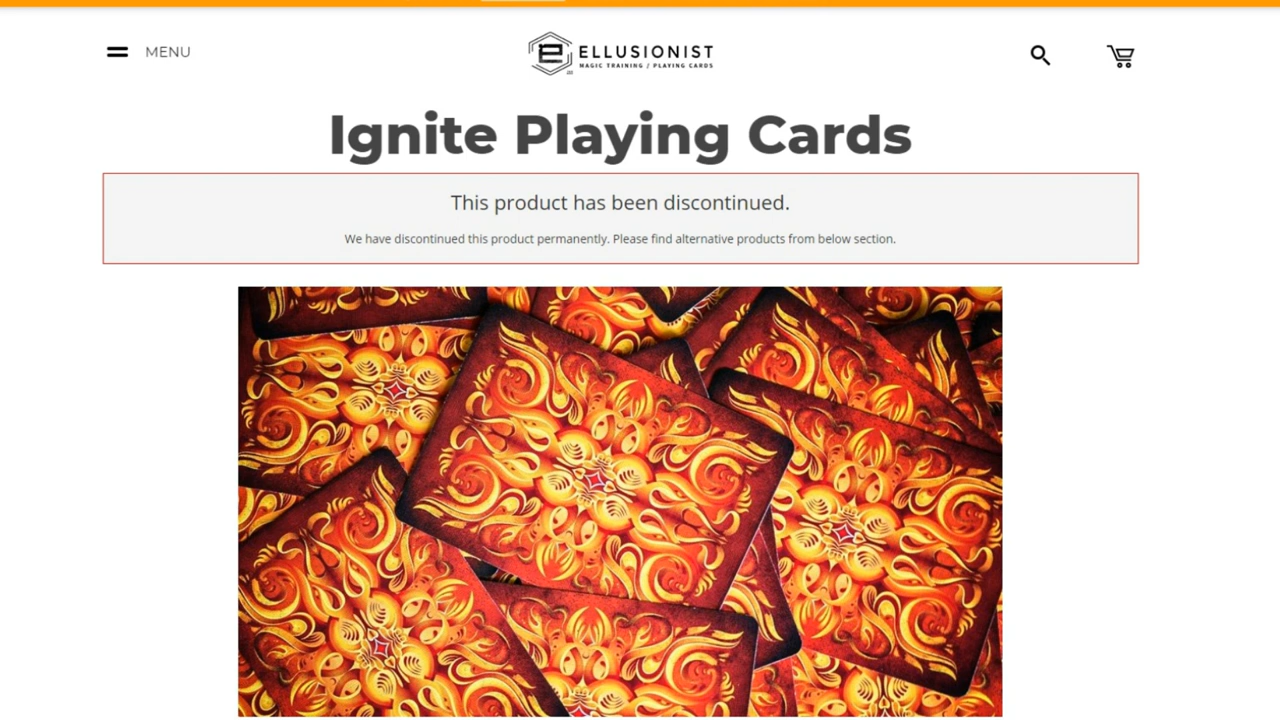 MENU
ELLUSIONIST
MAGIC TRAINING / PLAYING CARDS
Ignite Playing Cards
This product has been discontinued.
We have discontinued this product permanently. Please find alternative products from below section.